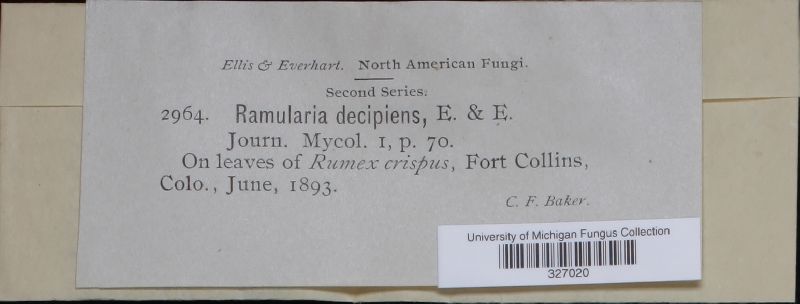 Ellis & Everhart. North American Fungi.
Second Series.
2964. Ramularia decipiens, E. & E.
Journ. Mycol. 1, p. 70.
On leaves of Rumex crispus, Fort Collins,
Colo., June, 1893.
C. F. Baker.
University of Michigan Fungus Collection
327020